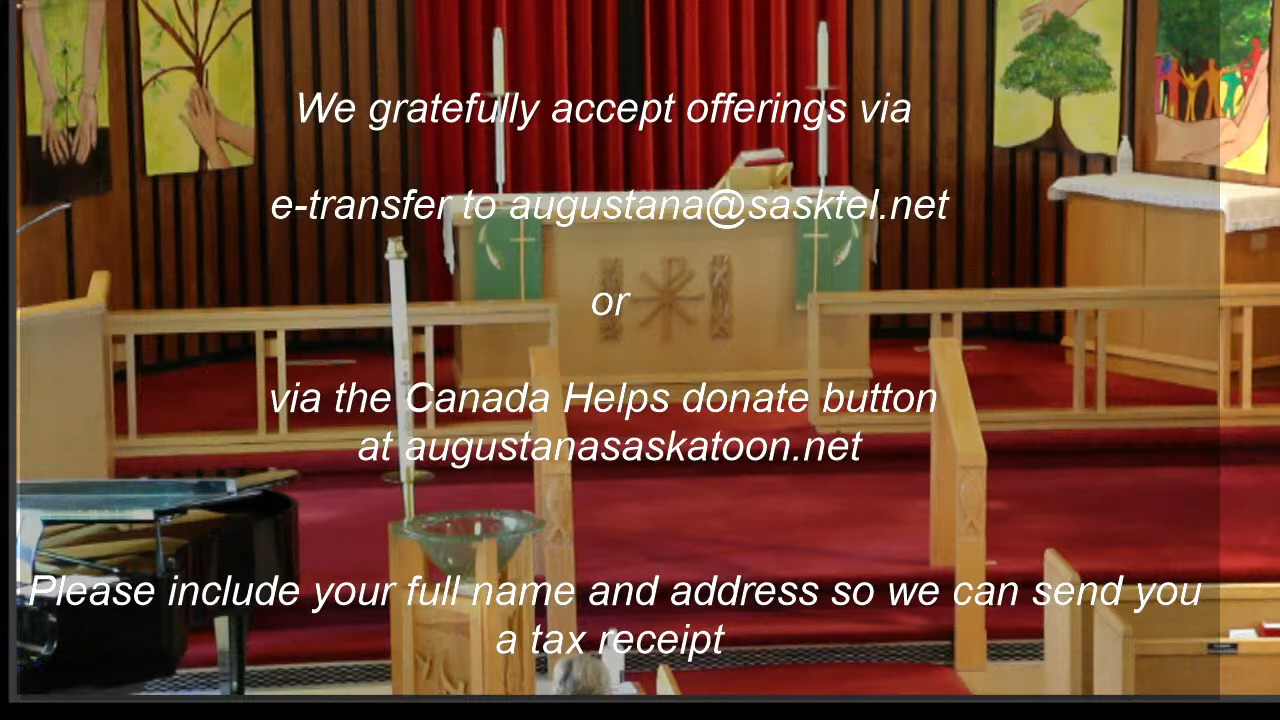 We gratefully accept offerings via
e-transfer to augustana@sasktel.net
or
via the Canada Helps donate button
at augustanasaskatoon.net
Please include your full name and address so we can send you
a tax receipt